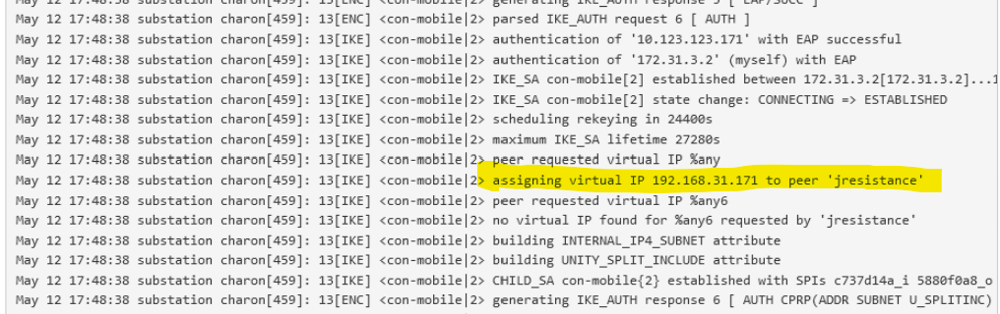 May 12 17:48:38 substation charon[459]: 13[ENC] <con-mobile|2> generating IKE_AUTH response 5 [ EAP/SUCC ]
May 12 17:48:38 substation charon[459]: 13[ENC] <con-mobile|2> parsed IKE_AUTH request 6 [ AUTH ]
May 12 17:48:38 substation charon[459]: 13[IKE] <con-mobile|2> authentication of '10.123.123.171' with EAP successful
May 12 17:48:38 substation charon[459]: 13[IKE] <con-mobile|2> authentication of '172.31.3.2' (myself) with EAP
May 12 17:48:38 substation charon[459]: 13[IKE] <con-mobile|2> IKE_SA con-mobile[2] established between 172.31.3.2[172.31.3.2]...1
May 12 17:48:38 substation charon[459]: 13[IKE] <con-mobile|2> IKE_SA con-mobile[2] state change: CONNECTING => ESTABLISHED
May 12 17:48:38 substation charon[459]: 13[IKE] <con-mobile|2> scheduling rekeying in 24400s
May 12 17:48:38 substation charon[459]: 13[IKE] <con-mobile|2> maximum IKE_SA lifetime 27280s
May 12 17:48:38 substation charon[459]: 13[IKE] <con-mobile|2> peer requested virtual IP %any
May 12 17:48:38 substation charon[459]: 13[IKE] <con-mobile|2> assigning virtual IP 192.168.31.171 to peer 'jresistance'
May 12 17:48:38 substation charon[459]: 13[IKE] <con-mobile|2> peer requested virtual IP %any6
May 12 17:48:38 substation charon[459]: 13[IKE] <con-mobile|2> no virtual IP found for %any6 requested by 'jresistance'
May 12 17:48:38 substation charon[459]: 13[IKE] <con-mobile|2> building INTERNAL_IP4_SUBNET attribute
May 12 17:48:38 substation charon[459]: 13[IKE] <con-mobile|2> building UNITY_SPLIT_INCLUDE attribute
May 12 17:48:38 substation charon[459]: 13[IKE] <con-mobile|2> CHILD_SA con-mobile{2} established with SPIs c737d14a_i 5880f0a8_o
May 12 17:48:38 substation charon[459]: 13[ENC] <con-mobile|2> generating IKE_AUTH response 6 [ AUTH CPRP(ADDR SUBNET U_SPLITINC)